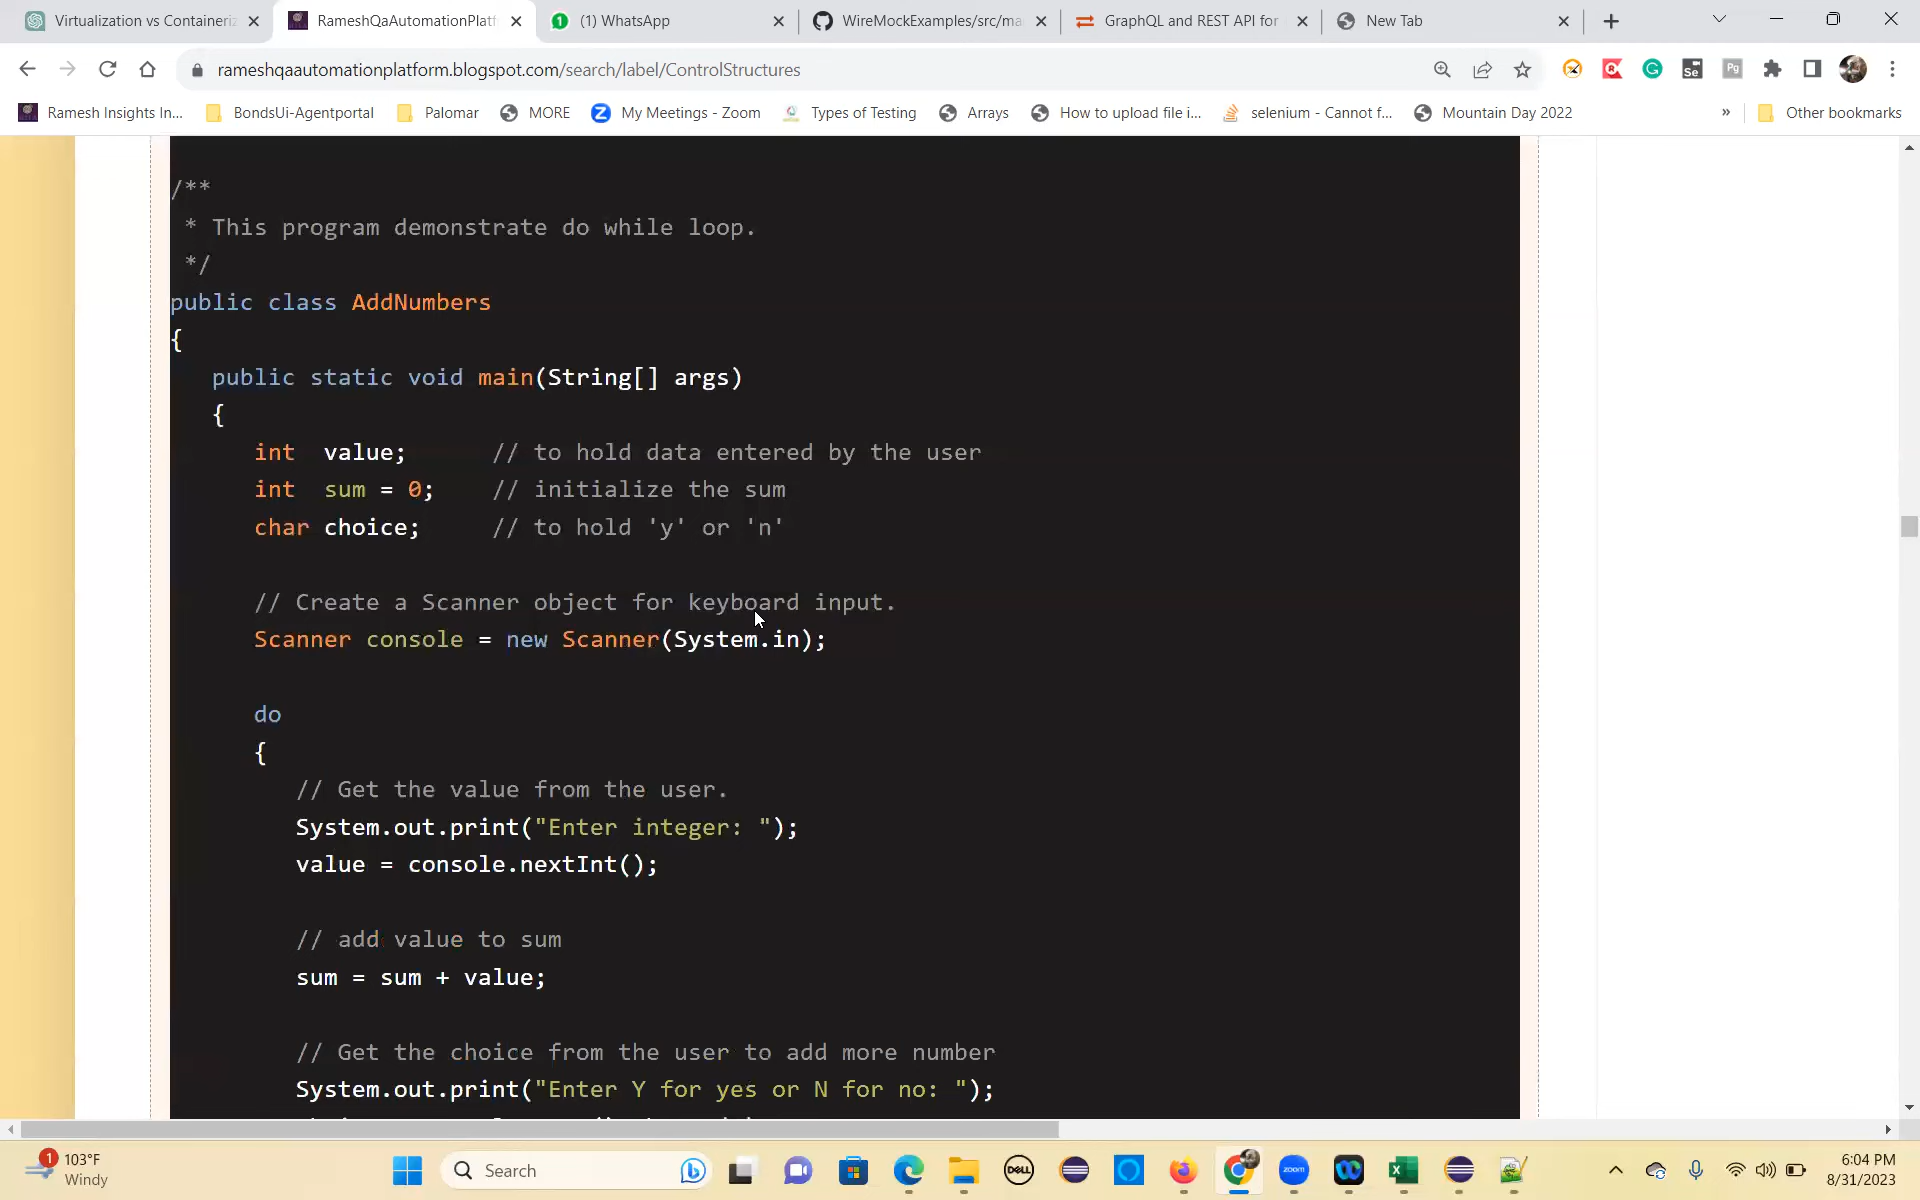 Virtualization vs Containeriz
RameshQaAutomationPlatf
(1) WhatsApp
WireMockExamples/src/ma
GraphQL and REST API for
New Tab
rameshqaautomationplatform.blogspot.com/search/label/ControlStructures
Ramesh Insights In...
BondsUi-Agentportal
Palomar
MORE
My Meetings - Zoom
Types of Testing
Arrays
How to upload file i...
selenium - Cannot f...
Mountain Day 2022
»
Other bookmarks
/**
* This program demonstrate do while loop.
*/
public class AddNumbers
{
public static void main(String[] args)
{
int value; // to hold data entered by the user
int sum = 0; // initialize the sum
char choice; // to hold 'y' or 'n'
// Create a Scanner object for keyboard input.
Scanner console = new Scanner(System.in);
do
{
// Get the value from the user.
System.out.print("Enter integer: ");
value = console.nextInt();
// add value to sum
sum = sum + value;
// Get the choice from the user to add more number
System.out.print("Enter Y for yes or N for no: ");
1
103°F
Windy
Search
DELL
zoom
6:04 PM
8/31/2023